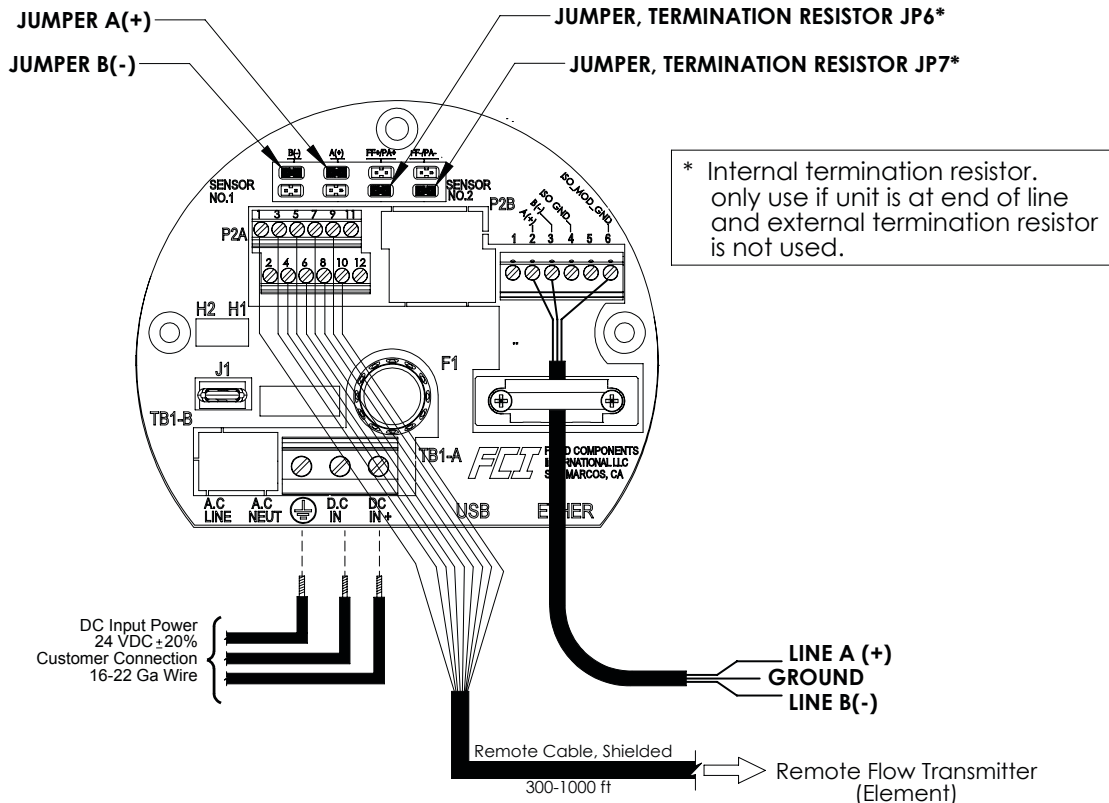 JUMPER A(+)
JUMPER, TERMINATION RESISTOR JP6*
JUMPER B(-)
JUMPER, TERMINATION RESISTOR JP7*
* Internal termination resistor.
only use if unit is at end of line
and external termination resistor
is not used.
B(-) A(+) FF+/PA+ FF-/PA-
SENSOR
NO.1
SENSOR
NO.2
P2B
A(+) B(-) ISO GND ISO_MOD_GND
1 2 3 4 5 6
P2A
1 3 5 7 9 11
2 4 6 8 10 12
H2 H1
J1
F1
TB1-B
TB1-A
FCI
COMPONENTS
MARCOS, CA
A.C
LINE
A.C
NEUT
D.C
IN
DC
IN +
USB
DC Input Power
24 VDC ±20%
Customer Connection
16-22 Ga Wire
LINE A (+)
GROUND
LINE B(-)
Remote Cable, Shielded
300-1000 ft
Remote Flow Transmitter
(Element)